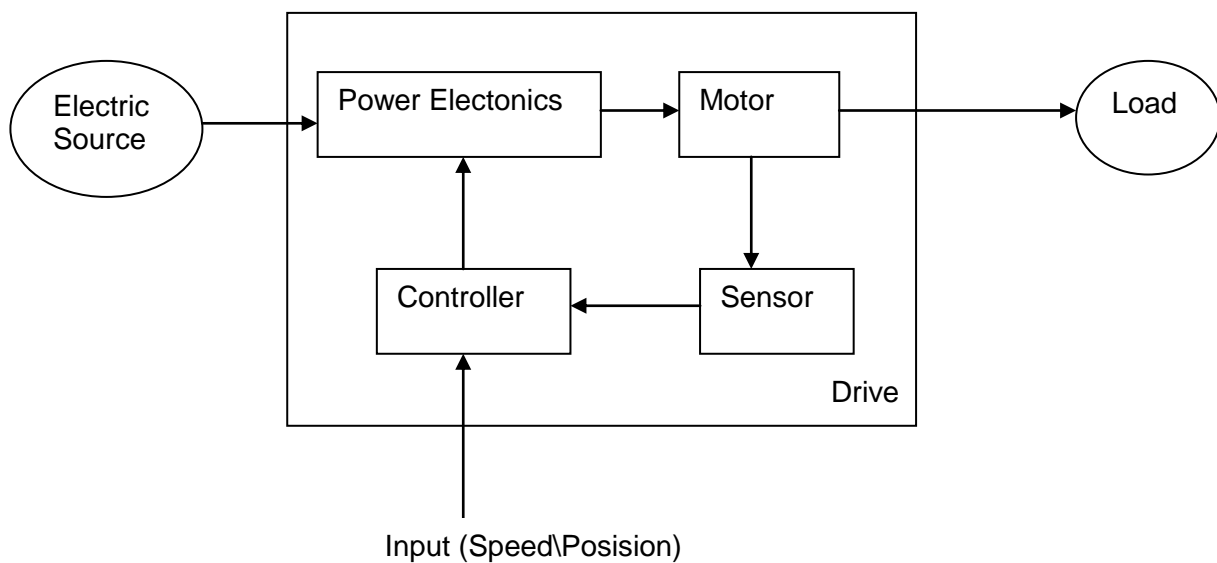 Electric
Source
Power Electonics
Motor
Load
Controller
Sensor
Drive
Input (Speed\Posision)